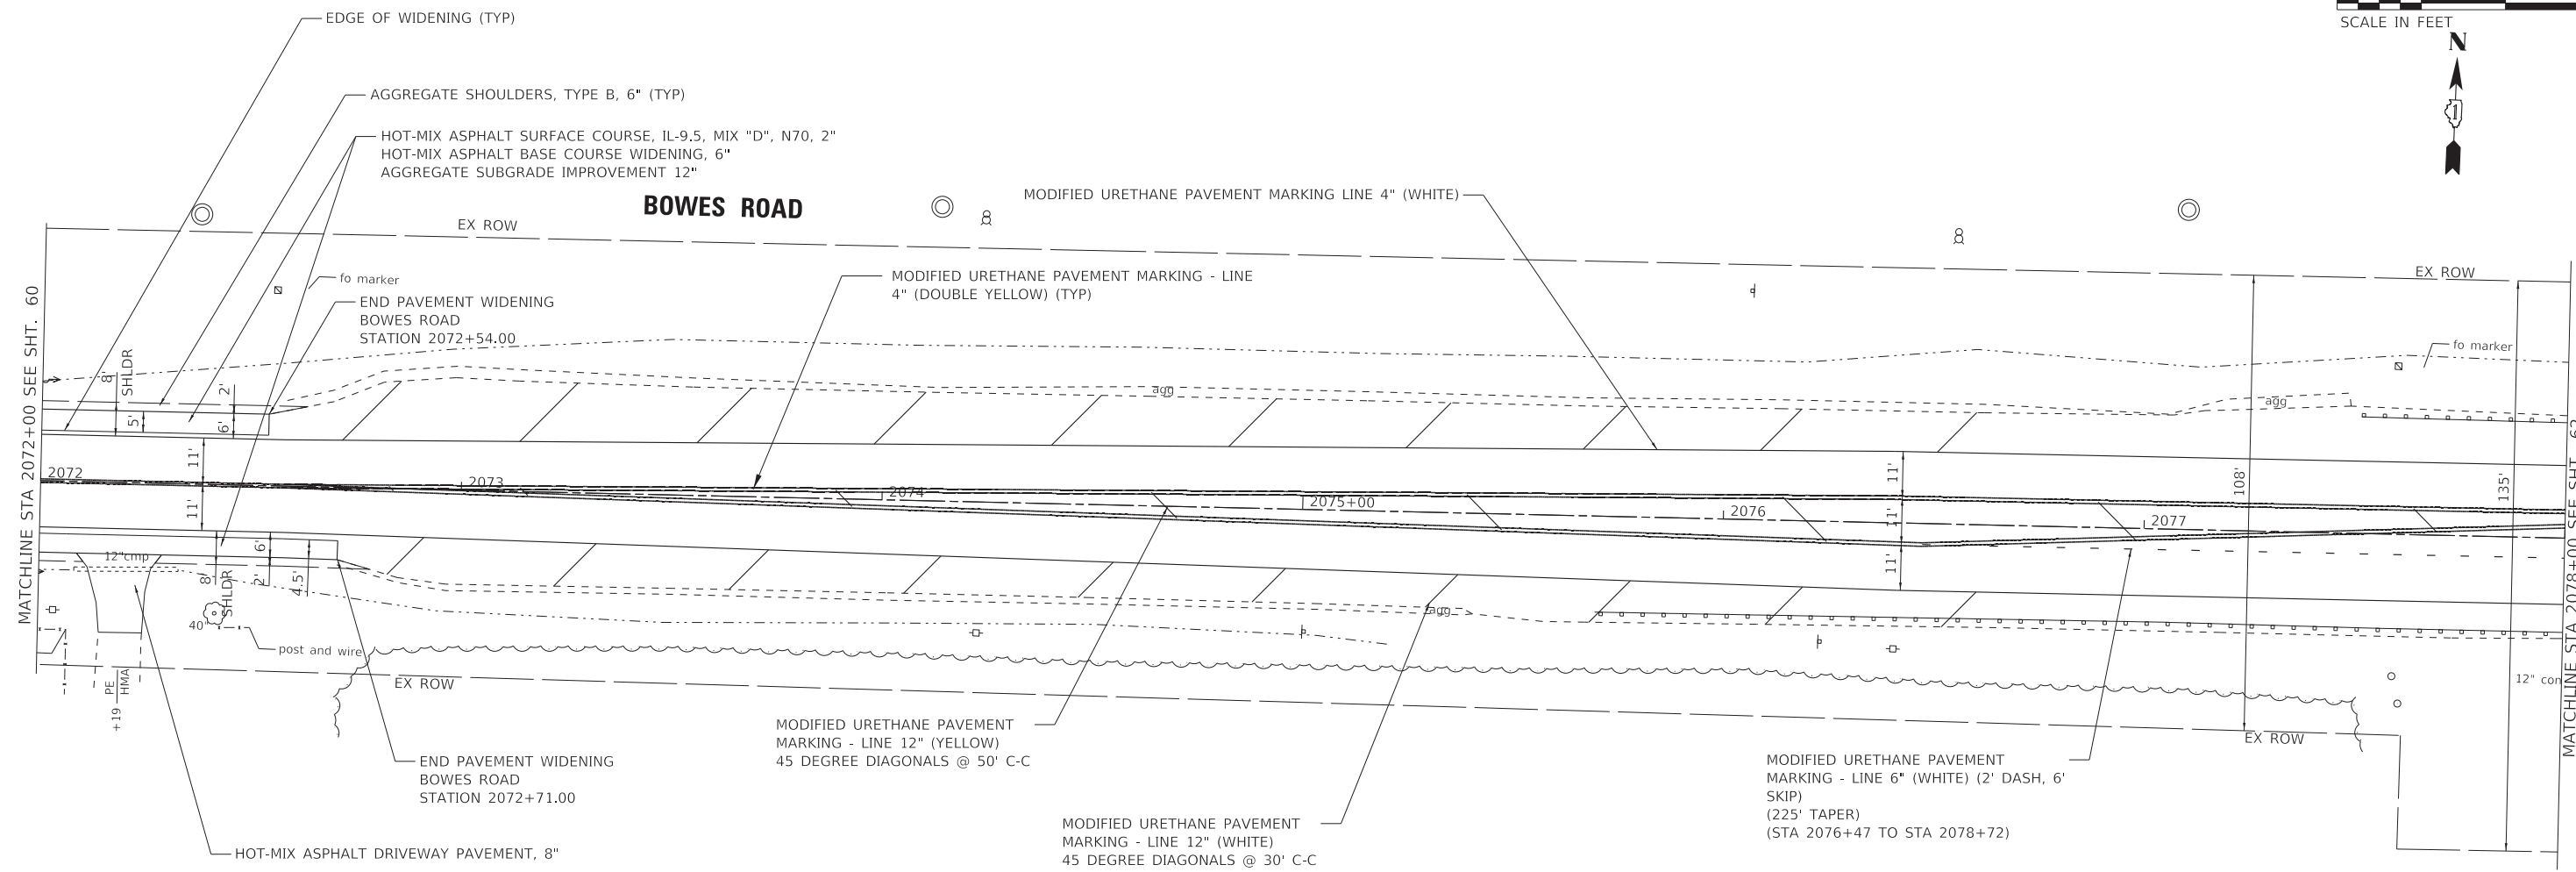 SCALE IN FEET
N
1
EDGE OF WIDENING (TYP)
AGGREGATE SHOULDERS, TYPE B, 6" (TYP)
HOT-MIX ASPHALT SURFACE COURSE, IL-9.5, MIX "D", N70, 2"
HOT-MIX ASPHALT BASE COURSE WIDENING, 6"
AGGREGATE SUBGRADE IMPROVEMENT 12"
BOWES ROAD
MODIFIED URETHANE PAVEMENT MARKING LINE 4" (WHITE)
EX ROW
EX ROW
fo marker
MODIFIED URETHANE PAVEMENT MARKING - LINE
4" (DOUBLE YELLOW) (TYP)
END PAVEMENT WIDENING
BOWES ROAD
STATION 2072+54.00
fo marker
MATCHLINE STA 2072+00 SEE SHT. 60
8'
SHLDR
5'
2'
6'
agg
agg
11'
11'
11'
11'
11'
108'
135'
2072
2073
2074
2075+00
2076
2077
MATCHLINE STA 2078+00 SEE SHT. 62
12"cmp
8'
SHLDR
6'
2'
4.5'
40"
agg
post and wire
EX ROW
+19
PE
HMA
12" con
EX ROW
MODIFIED URETHANE PAVEMENT
MARKING - LINE 12" (YELLOW)
45 DEGREE DIAGONALS @ 50' C-C
END PAVEMENT WIDENING
BOWES ROAD
STATION 2072+71.00
MODIFIED URETHANE PAVEMENT
MARKING - LINE 6" (WHITE) (2' DASH, 6'
SKIP)
(225' TAPER)
(STA 2076+47 TO STA 2078+72)
MODIFIED URETHANE PAVEMENT
MARKING - LINE 12" (WHITE)
45 DEGREE DIAGONALS @ 30' C-C
HOT-MIX ASPHALT DRIVEWAY PAVEMENT, 8"